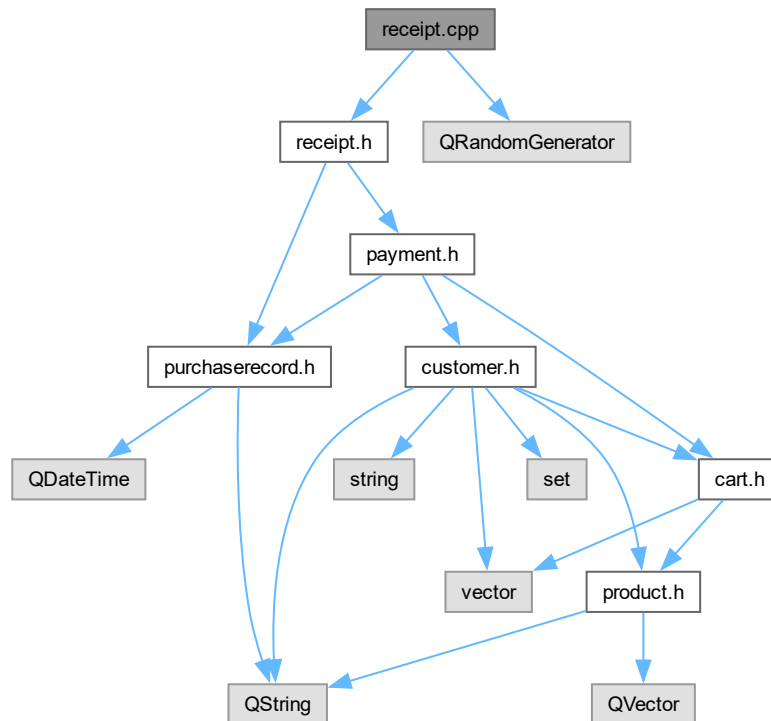 receipt.cpp
receipt.h
QRandomGenerator
payment.h
purchaserecord.h
customer.h
QDateTime
string
set
cart.h
vector
product.h
QString
QVector